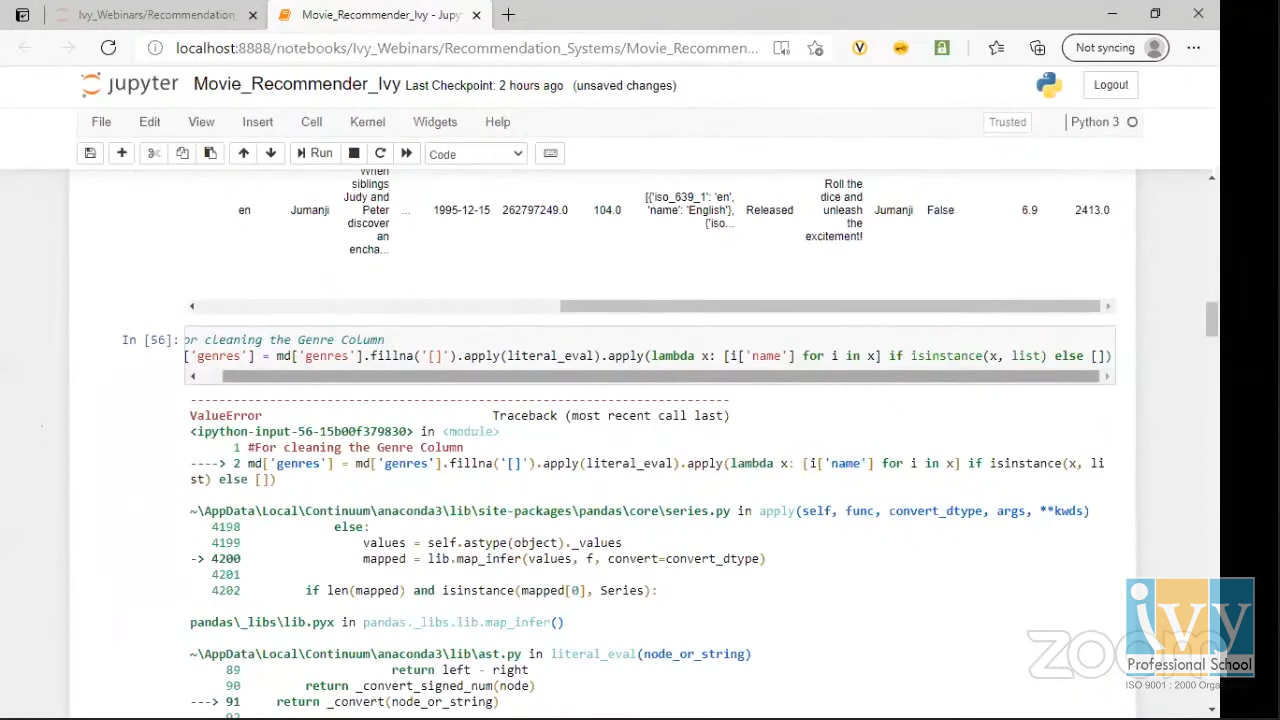 Ivy_Webinars/Recommendation_
Movie_Recommender_Ivy - Jupy
localhost:8888/notebooks/Ivy_Webinars/Recommendation_Systems/Movie_Recommen...
Not syncing
jupyter Movie_Recommender_Ivy Last Checkpoint: 2 hours ago (unsaved changes)
Logout
File Edit View Insert Cell Kernel Widgets Help
Trusted
Python 3
Run
Code
When
siblings
Judy and
Peter
discover
an
encha...
en
Jumanji
...
1995-12-15
262797249.0
104.0
[{'iso_639_1': 'en',
'name': 'English'},
{'iso...
Released
Roll the
dice and
unleash
the
excitement!
Jumanji
False
6.9
2413.0
In [56]:
or cleaning the Genre Column
['genres'] = md['genres'].fillna('[]').apply(literal_eval).apply(lambda x: [i['name'] for i in x] if isinstance(x, list) else [])
---------------------------------------------------------------------------
ValueError Traceback (most recent call last)
<ipython-input-56-15b00f379830> in <module>
1 #For cleaning the Genre Column
----> 2 md['genres'] = md['genres'].fillna('[]').apply(literal_eval).apply(lambda x: [i['name'] for i in x] if isinstance(x, li
st) else [])
~\AppData\Local\Continuum\anaconda3\lib\site-packages\pandas\core\series.py in apply(self, func, convert_dtype, args, **kwds)
4198 else:
4199 values = self.astype(object)._values
-> 4200 mapped = lib.map_infer(values, f, convert=convert_dtype)
4201
4202 if len(mapped) and isinstance(mapped[0], Series):
pandas\_libs\lib.pyx in pandas._libs.lib.map_infer()
~\AppData\Local\Continuum\anaconda3\lib\ast.py in literal_eval(node_or_string)
89 return left - right
90 return _convert_signed_num(node)
---> 91 return _convert(node_or_string)
92
zoom
ivy
Professional School
ISO 9001 : 2000 Orga